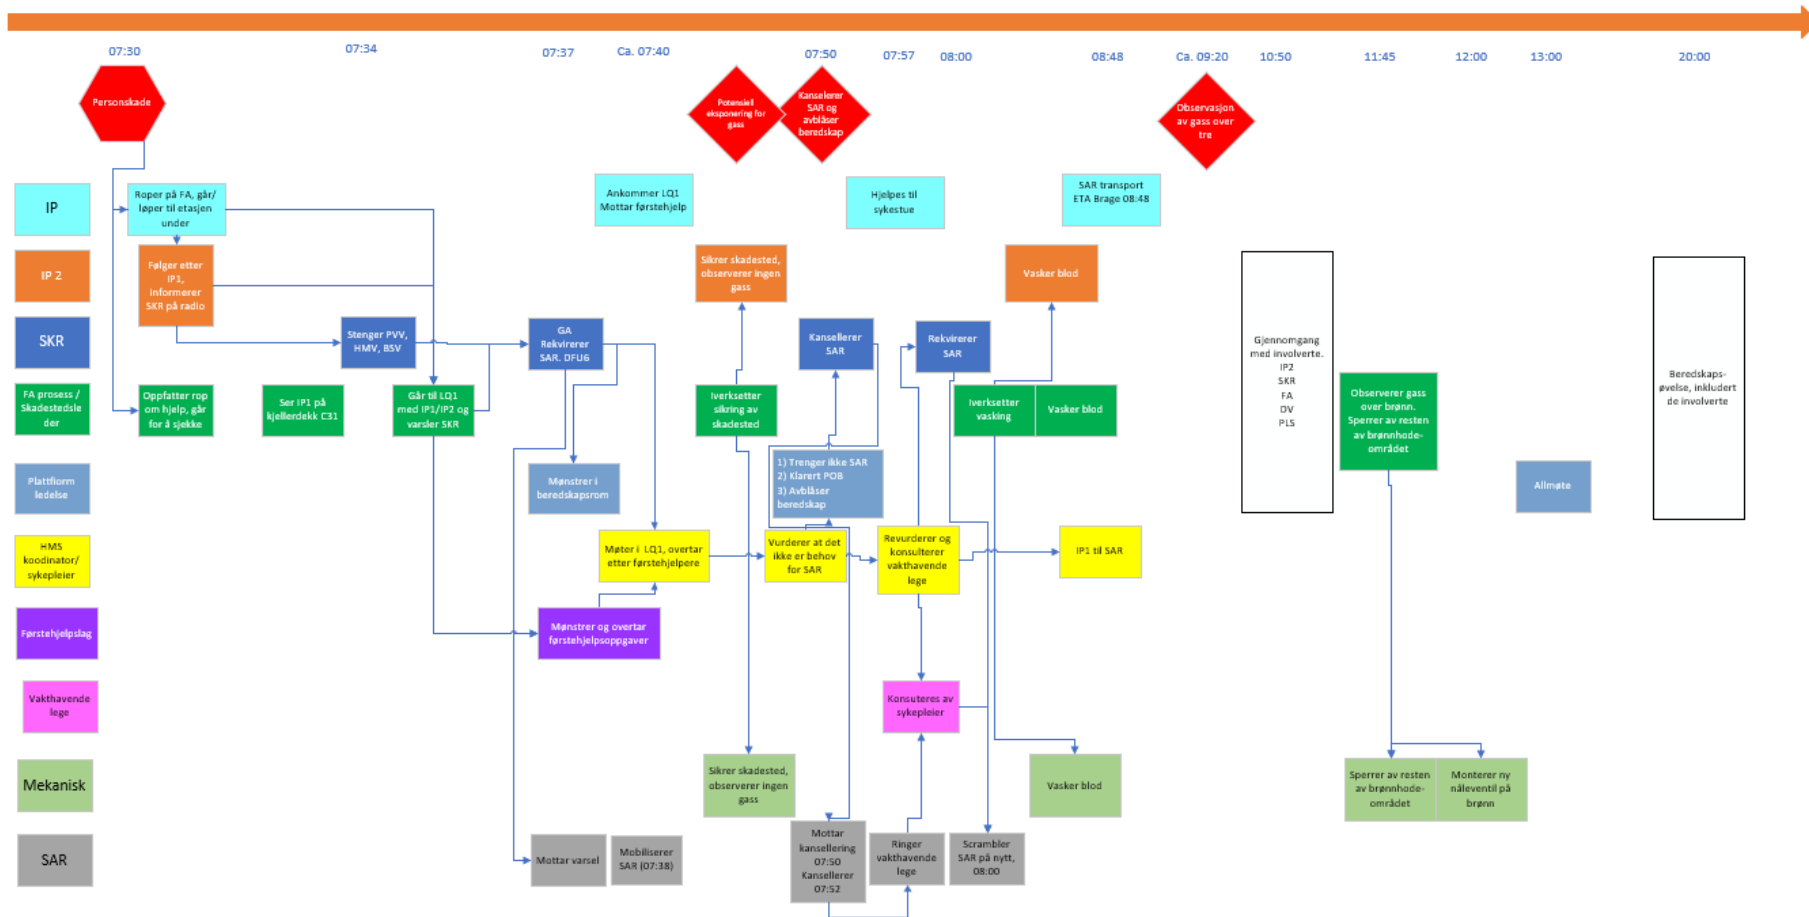 07:30
07:34
07:37
Ca. 07:40
07:50
07:57
08:00
08:48
Ca. 09:20
10:50
11:45
12:00
13:00
20:00
Personskade
Potensiell
eksponering for
gass
Kanselerer
SAR og
avblåser
beredskap
Observasjon
av gass over
tre
IP
Roper på FA, går/
løper til etasjen
under
Ankommer LQ1
Mottar førstehjelp
Hjelpes til
sykestue
SAR transport
ETA Brage 08:48
IP 2
Følger etter
IP1,
informerer
SKR på radio
Sikrer skadested,
observerer ingen
gass
Vasker blod
SKR
Stenger PVV,
HMV, BSV
GA
Rekvirerer
SAR. DFU6
Kansellerer
SAR
Rekvirerer
SAR
Gjennomgang
med involverte.
IP2
SKR
FA
DV
PLS
Beredskaps-
øvelse, inkludert
de involverte
FA prosess /
Skadestedsle
der
Oppfatter rop
om hjelp, går
for å sjekke
Ser IP1 på
kjellerdekk C31
Går til LQ1
med IP1/IP2 og
varsler SKR
Iverksetter
sikring av
skadested
Iverksetter
vasking
Vasker blod
Observerer gass
over brønn.
Sperrer av resten
av brønnhode-
området
Plattfiorm
ledelse
Mønstrer i
beredskapsrom
1) Trenger ikke SAR
2) Klarert POB
3) Avblåser
beredskap
Allmøte
HMS
koodinator/
sykepleier
Møter i  LQ1, overtar
etter førstehjelpere
Vurderer at det
ikke er behov
for SAR
Revurderer og
konsulterer
vakthavende
lege
IP1 til SAR
Førstehjelpslag
Mønstrer og overtar
førstehjelpsoppgaver
Vakthavende
lege
Konsuteres av
sykepleier
Mekanisk
Sikrer skadested,
observerer ingen
gass
Vasker blod
Sperrer av resten
av brønnhode-
området
Monterer ny
nåleventil på
brønn
SAR
Mottar varsel
Mobiliserer
SAR (07:38)
Mottar
kansellering
07:50
Kansellerer
07:52
Ringer
vakthavende
lege
Scrambler
SAR på nytt,
08:00